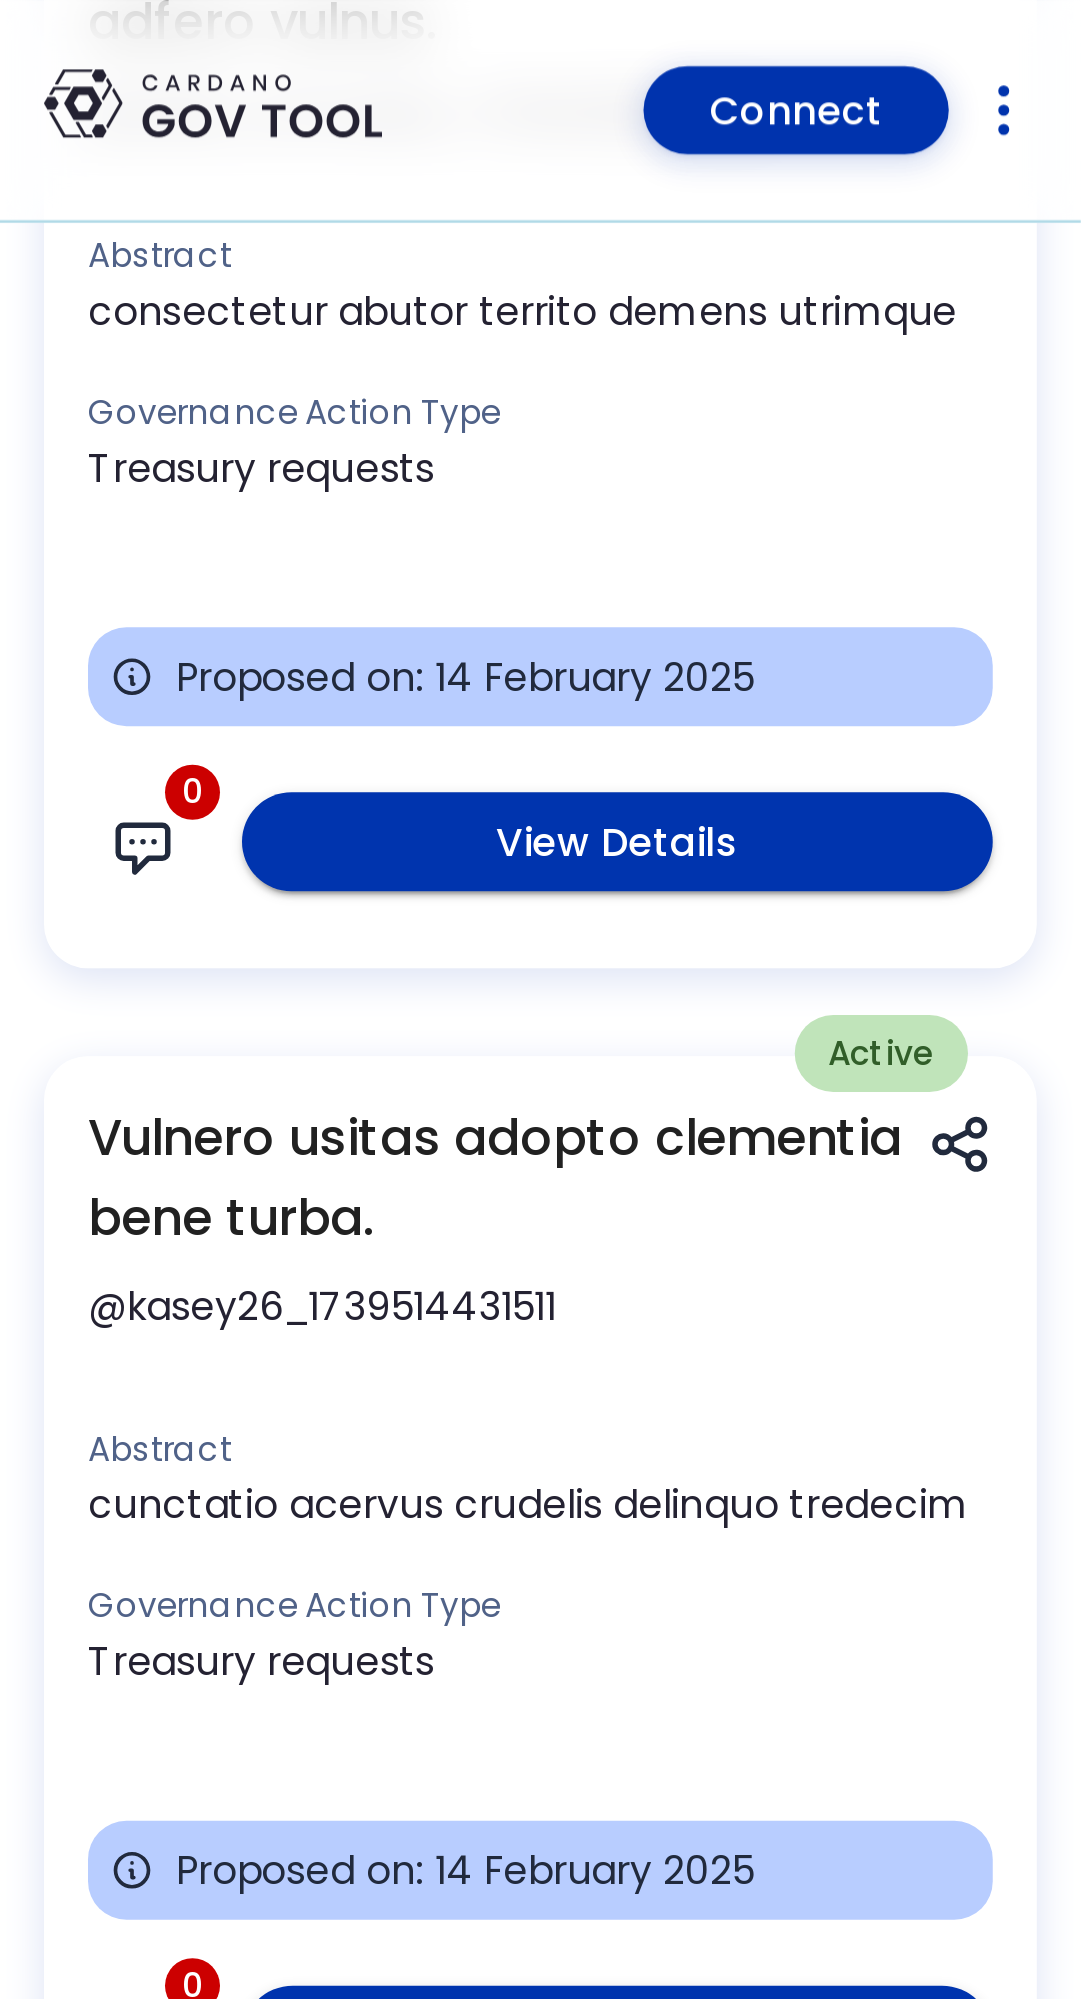 adfero vulnus.
CARDANO
GOV TOOL
Connect
Abstract
consectetur abutor territo demens utrimque
Governance Action Type
Treasury requests
Proposed on: 14 February 2025
0
View Details
Active
Vulnero usitas adopto clementia
bene turba.
@kasey26_1739514431511
Abstract
cunctatio acervus crudelis delinquo tredecim
Governance Action Type
Treasury requests
Proposed on: 14 February 2025
0